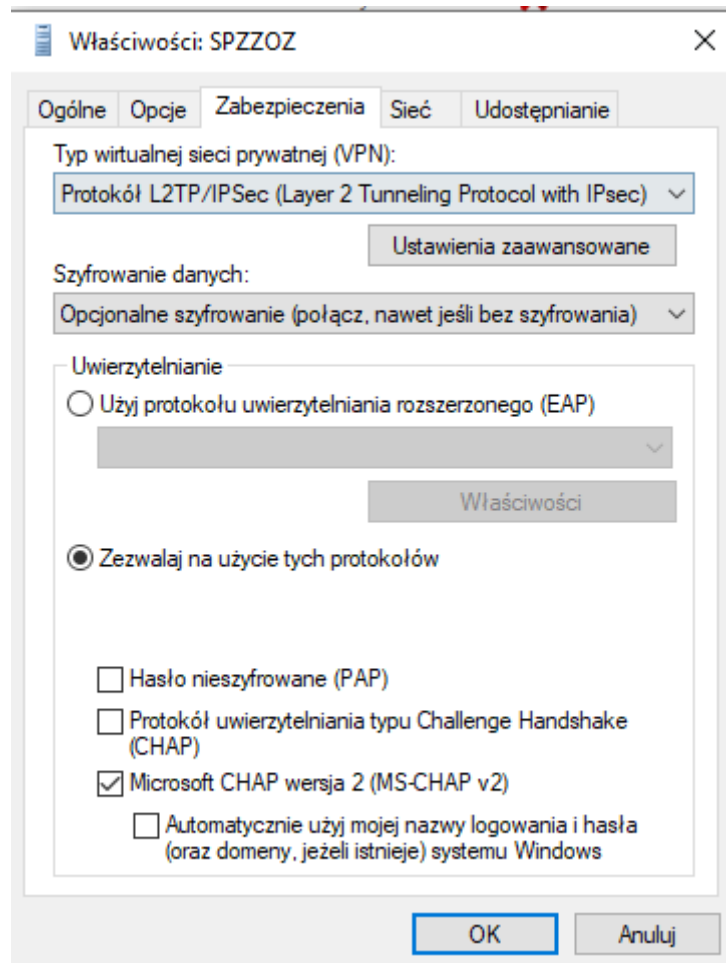 Właściwości: SPZZOZ
Ogólne Opcje Zabezpieczenia Sieć Udostępnianie
Typ wirtualnej sieci prywatnej (VPN):
Protokół L2TP/IPSec (Layer 2 Tunneling Protocol with IPsec)
Ustawienia zaawansowane
Szyfrowanie danych:
Opcjonalne szyfrowanie (połącz, nawet jeśli bez szyfrowania)
Uwierzytelnianie
Użyj protokołu uwierzytelniania rozszerzonego (EAP)
Właściwości
Zezwalaj na użycie tych protokołów
Hasło nieszyfrowane (PAP)
Protokół uwierzytelniania typu Challenge Handshake
(CHAP)
Microsoft CHAP wersja 2 (MS-CHAP v2)
Automatycznie użyj mojej nazwy logowania i hasła
(oraz domeny, jeżeli istnieje) systemu Windows
OK Anuluj